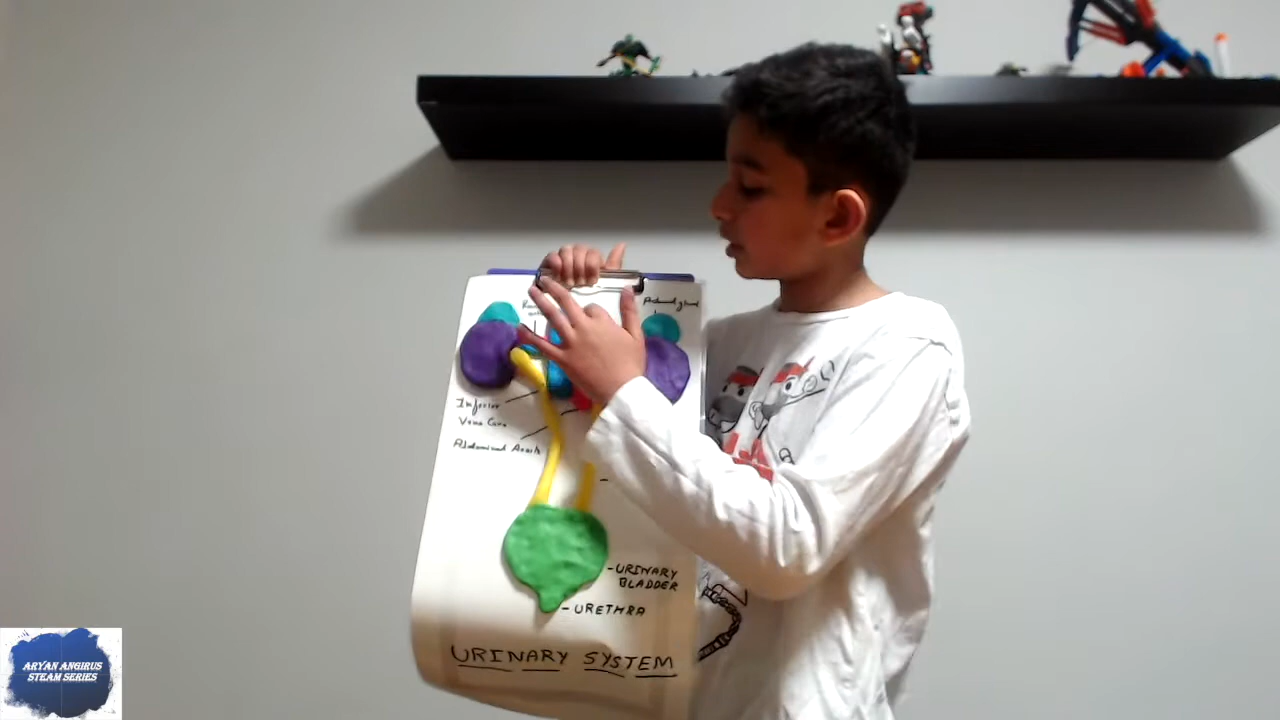 Adrenal gland
Inferior
Vena Cava
Abdominal Aorta
-URINARY
BLADDER
-URETHRA
URINARY SYSTEM
ARYAN ANGIRUS
STEAM SERIES